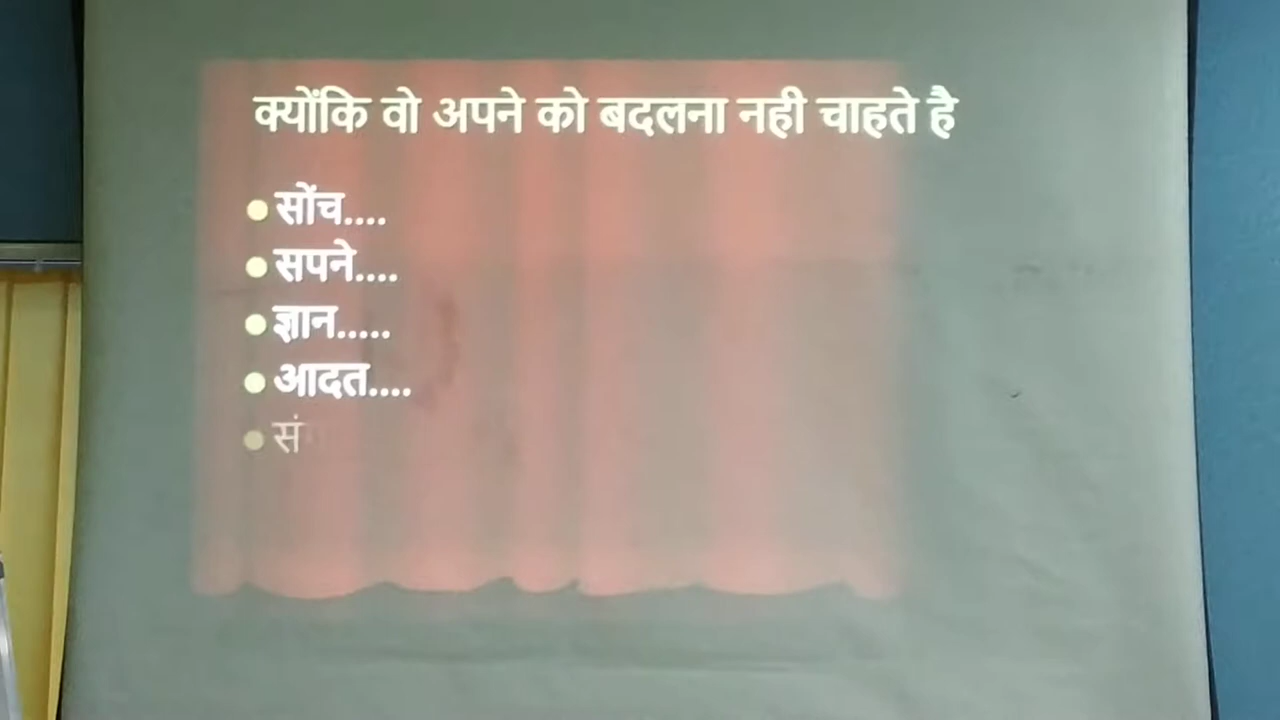 क्योंकि वो अपने को बदलना नही चाहते है
सोंच....
सपने....
ज्ञान.....
आदत....